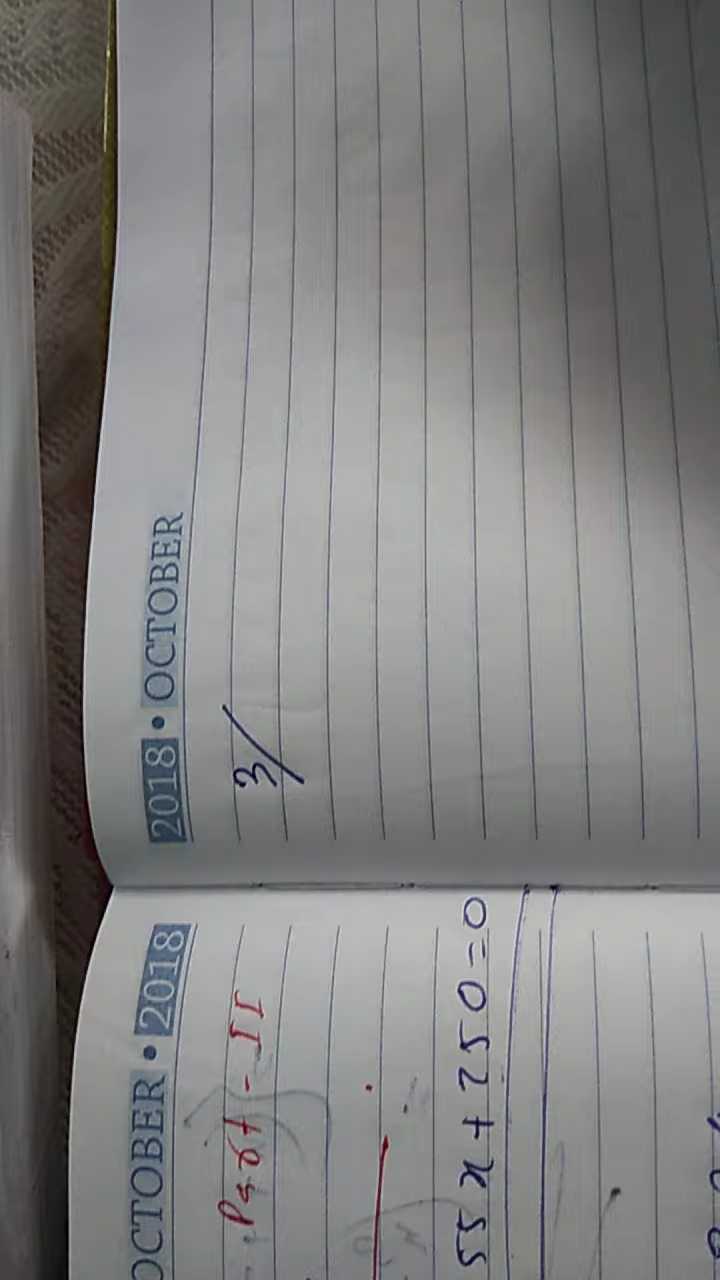 OCTOBER • 2018
Part - II
55x + 250 = 0
2018 • OCTOBER
3/